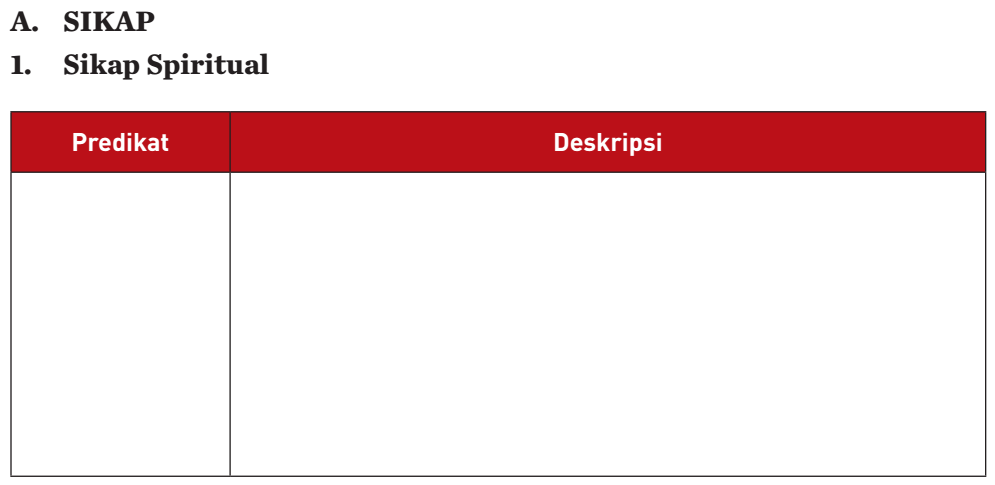 A. SIKAP
1. Sikap Spiritual
Predikat Deskripsi